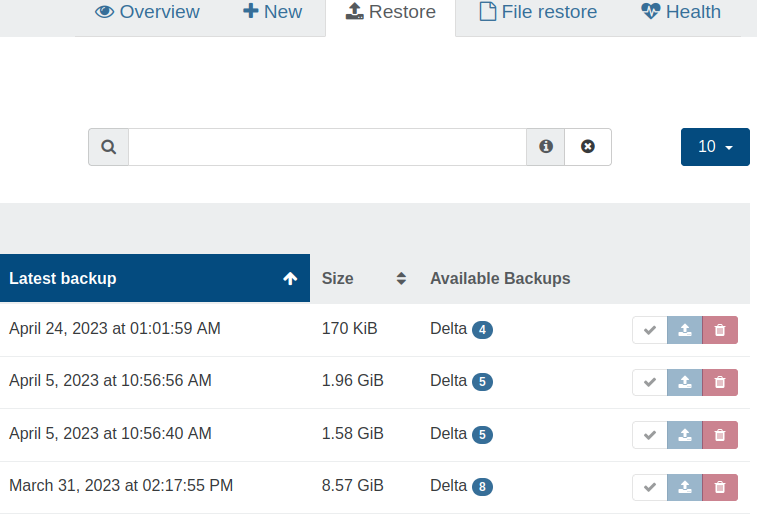 Overview New Restore File restore Health
10
Latest backup Size Available Backups
April 24, 2023 at 01:01:59 AM 170 KiB Delta 4
April 5, 2023 at 10:56:56 AM 1.96 GiB Delta 5
April 5, 2023 at 10:56:40 AM 1.58 GiB Delta 5
March 31, 2023 at 02:17:55 PM 8.57 GiB Delta 8